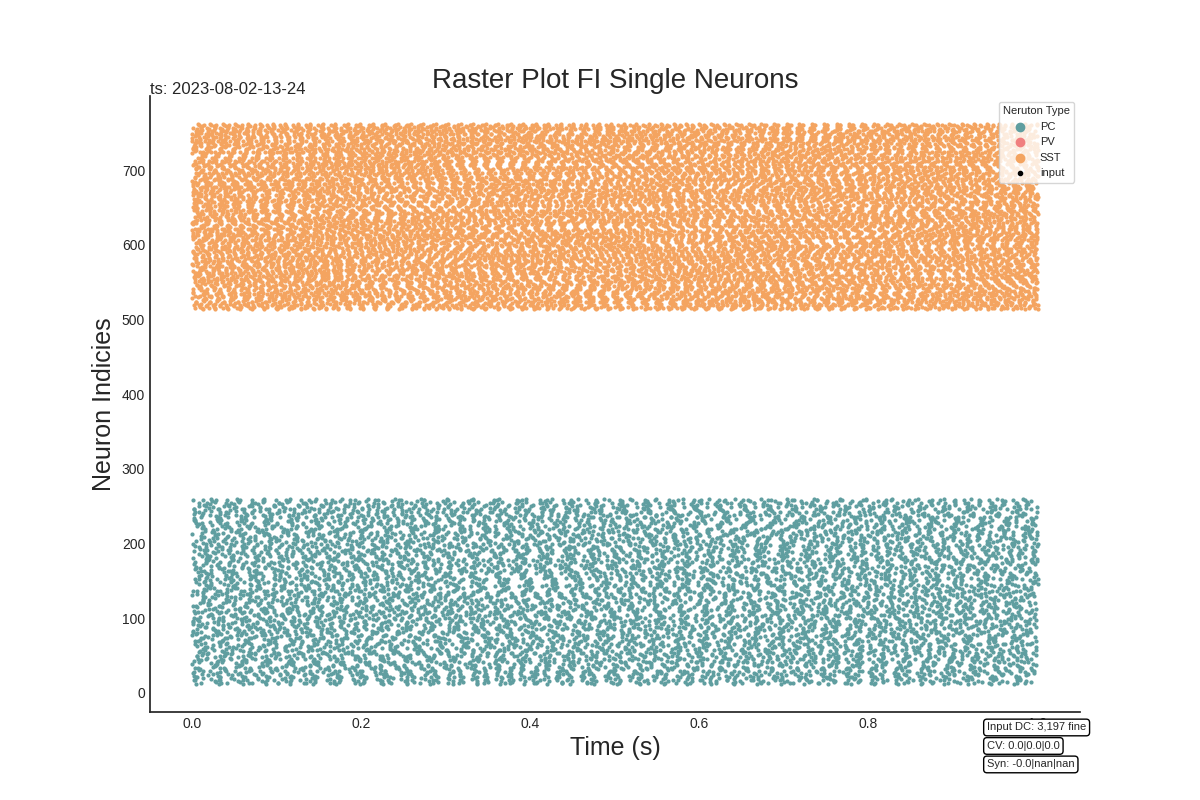 Raster Plot FI Single Neurons
ts: 2023-08-02-13-24
Neruton Type
PC
PV
SST
input
Neuron Indicies
700
600
500
400
300
200
100
0
0.0 0.2 0.4 0.6 0.8
Time (s)
Input DC: 3,197 fine
CV: 0.0|0.0|0.0
Syn: -0.0|nan|nan